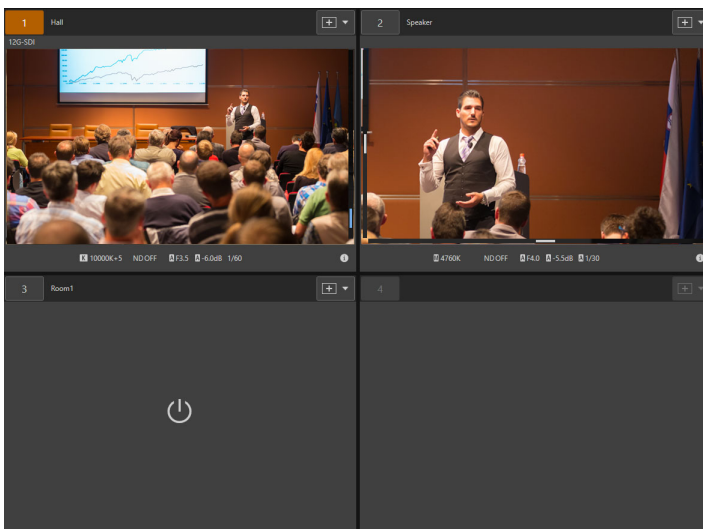 1 Hall
2 Speaker
12G-SDI
K 10000K+5 ND OFF A F3.5 A -6.0dB 1/60
4760K ND OFF A F4.0 A -5.5dB A 1/30
3 Room1
4